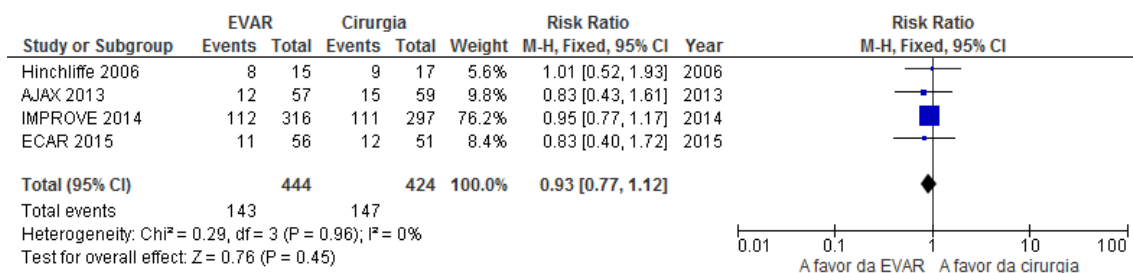 EVAR Cirurgia Risk Ratio Risk Ratio
Study or Subgroup Events Total Events Total Weight M-H, Fixed, 95% CI Year M-H, Fixed, 95% CI
Hinchliffe 2006 8 15 9 17 5.6% 1.01 [0.52, 1.93] 2006
AJAX 2013 12 57 15 59 9.8% 0.83 [0.43, 1.61] 2013
IMPROVE 2014 112 316 111 297 76.2% 0.95 [0.77, 1.17] 2014
ECAR 2015 11 56 12 51 8.4% 0.83 [0.40, 1.72] 2015
Total (95% CI) 444 424 100.0% 0.93 [0.77, 1.12]
Total events 143 147
Heterogeneity: Chi² = 0.29, df = 3 (P = 0.96); I² = 0%
Test for overall effect: Z = 0.76 (P = 0.45)
0.01 0.1 1 10 100
A favor da EVAR A favor da cirurgia